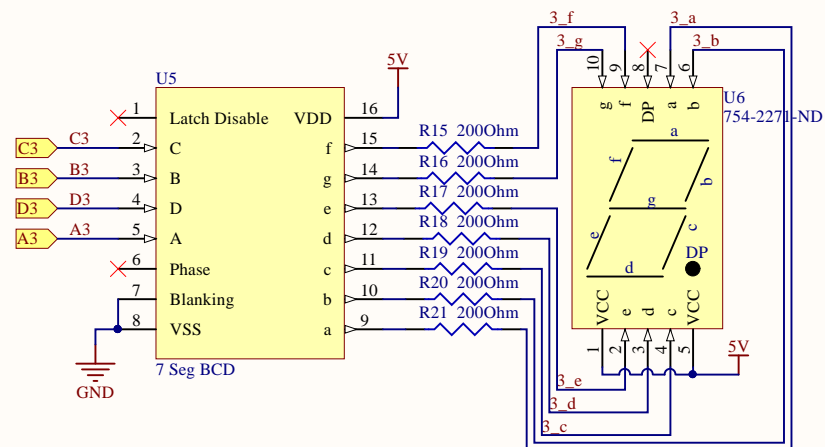 3_f
3_a
3_g
3_b
U5
5V
10
9
8
7
6
U6
754-2271-ND
1
Latch Disable
VDD
16
g
f
DP
a
b
C3
C3
2
C
f
15
R15 200Ohm
a
B3
B3
3
B
g
14
R16 200Ohm
f
b
D3
D3
4
D
e
13
R17 200Ohm
g
A3
A3
5
A
d
12
R18 200Ohm
e
c
6
Phase
c
11
R19 200Ohm
d
DP
7
Blanking
b
10
R20 200Ohm
8
VSS
a
9
R21 200Ohm
VCC
e
d
c
VCC
7 Seg BCD
GND
1
2
3
4
5
5V
3_e
3_d
3_c